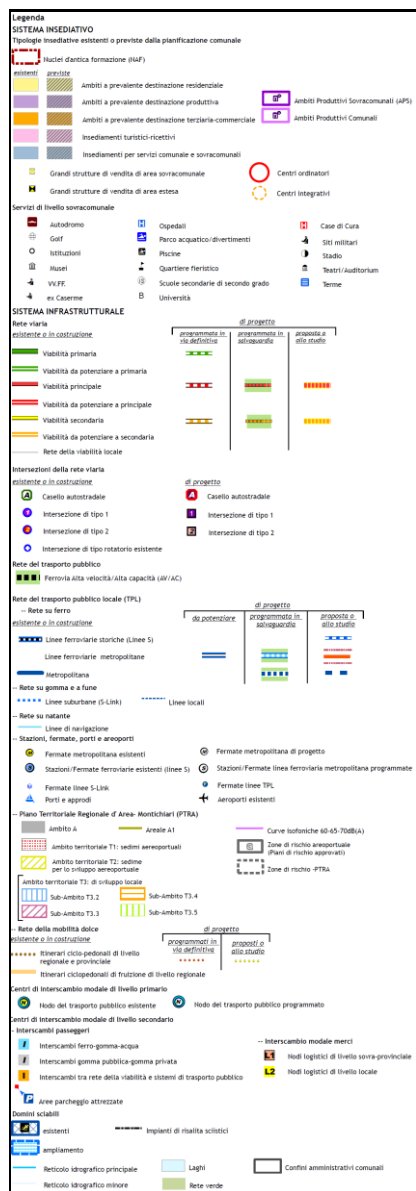 Legenda
SISTEMA INSEDIATIVO
Tipologie insediative esistenti o previste dalla pianificazione comunale
Nuclei d'antica formazione (NAF)
esistenti previste
Ambiti a prevalente destinazione residenziale
Ambiti a prevalente destinazione produttiva
Ambiti Produttivi Sovracomunali (APS)
Ambiti a prevalente destinazione terziaria-commerciale
Ambiti Produttivi Comunali
Insediamenti turistici-ricettivi
Insediamenti per servizi comunale e sovracomunali
Grandi strutture di vendita di area sovracomunale
Centri ordinatori
Grandi strutture di vendita di area estesa
Centri integrativi
Servizi di livello sovracomunale
Autodromo
H Ospedali
H Case di Cura
Golf
Parco acquatico/divertimenti
Siti militari
Istituzioni
Piscine
Stadio
Musei
Quartiere fieristico
Teatri/Auditorium
VV.FF.
Scuole secondarie di secondo grado
Terme
ex Caserme
B Università
SISTEMA INFRASTRUTTURALE
Rete viaria
di progetto
esistente o in costruzione
programmata in via definitiva
programmata in salvaguardia
proposta o allo studio
Viabilità primaria
Viabilità da potenziare a primaria
Viabilità principale
Viabilità da potenziare a principale
Viabilità secondaria
Viabilità da potenziare a secondaria
Rete della viabilità locale
Intersezioni della rete viaria
esistente o in costruzione
di progetto
A Casello autostradale
A Casello autostradale
1 Intersezione di tipo 1
1 Intersezione di tipo 1
2 Intersezione di tipo 2
2 Intersezione di tipo 2
Intersezione di tipo rotatorio esistente
Rete del trasporto pubblico
Ferrovia Alta velocità/Alta capacità (AV/AC)
Rete del trasporto pubblico locale (TPL)
di progetto
-- Rete su ferro
esistente o in costruzione
da potenziare
programmata in salvaguardia
proposta o allo studio
Linee ferroviarie storiche (Linee S)
Linee ferroviarie metropolitane
Metropolitana
-- Rete su gomma e a fune
Linee suburbane (S-Link)
Linee locali
-- Rete su natante
Linee di navigazione
-- Stazioni, fermate, porti e areoporti
Fermate metropolitana esistenti
Fermate metropolitana di progetto
S Stazioni/Fermate ferroviarie esistenti (linee S)
S Stazioni/Fermate linea ferroviaria metropolitana programmate
Fermate linee S-Link
Fermate linee TPL
Porti e approdi
Aeroporti esistenti
-- Piano Territoriale Regionale d' Area- Montichiari (PTRA)
Ambito A
Areale A1
Curve isofoniche 60-65-70dB(A)
Ambito territoriale T1: sedimi aereoportuali
Zone di rischio areoportuale
(Piani di rischio approvati)
Ambito territoriale T2: sedime
per lo sviluppo aereoportuale
Zone di rischio -PTRA
Ambito territoriale T3: di sviluppo locale
Sub-Ambito T3.2
Sub-Ambito T3.4
Sub-Ambito T3.3
Sub-Ambito T3.5
-- Rete della mobilità dolce
di progetto
esistente o in costruzione
programmati in via definitiva
proposti o allo studio
Itinerari ciclo-pedonali di livello
regionale e provinciale
Itinerari ciclopedonali di fruizione di livello regionale
Centri di interscambio modale di livello primario
Nodo del trasporto pubblico esistente
Nodo del trasporto pubblico programmato
Centri di interscambio modale di livello secondario
- Interscambi passeggeri
-- Interscambio modale merci
Interscambi ferro-gomma-acqua
L1 Nodi logistici di livello sovra-provinciale
Interscambi gomma pubblica-gomma privata
L2 Nodi logistici di livello locale
Interscambi tra rete della viabilità e sistemi di trasporto pubblico
P Aree parcheggio attrezzate
Domini sciabili
esistenti
Impianti di risalita sciistici
ampliamento
Reticolo idrografico principale
Laghi
Confini amministrativi comunali
Reticolo idrografico minore
Rete verde